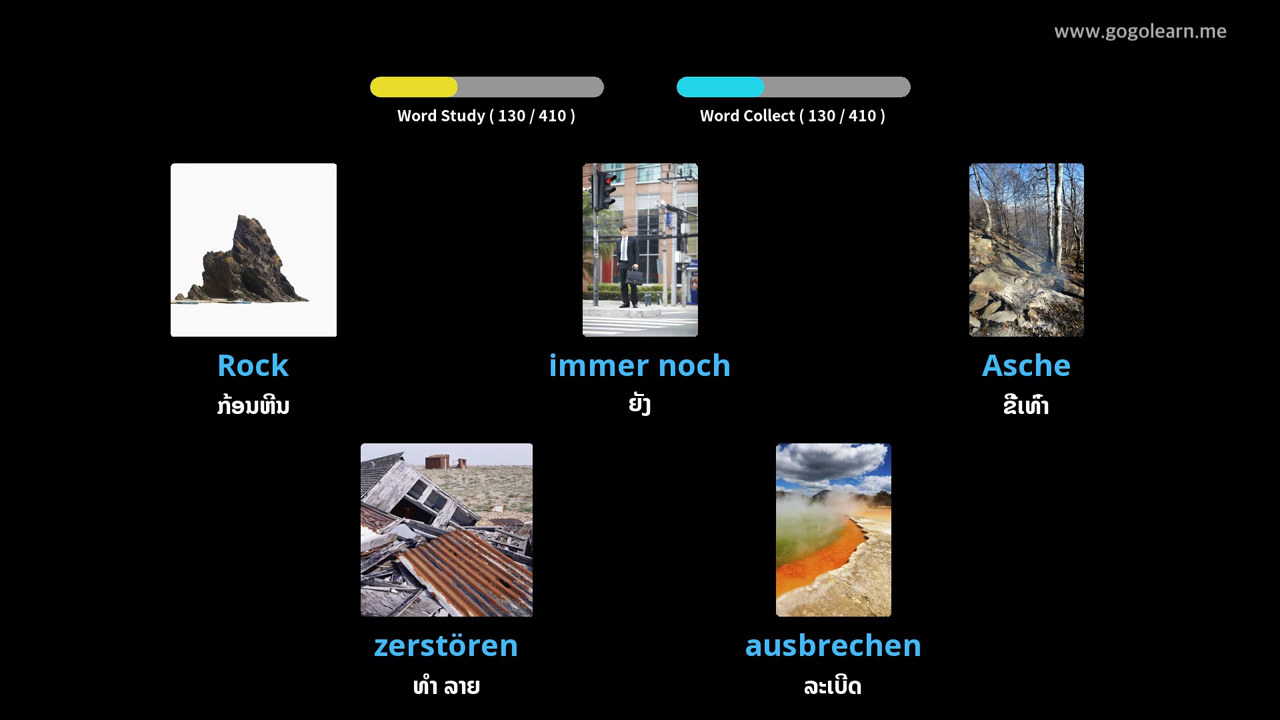 www.gogolearn.me
Word Study ( 130 / 410 )
Word Collect ( 130 / 410 )
Rock
immer noch
Asche
ກ້ອນຫີນ
ຍັງ
ຂີ້ເທົ່າ
zerstören
ausbrechen
ທໍາ ລາຍ
ລະເບີດ